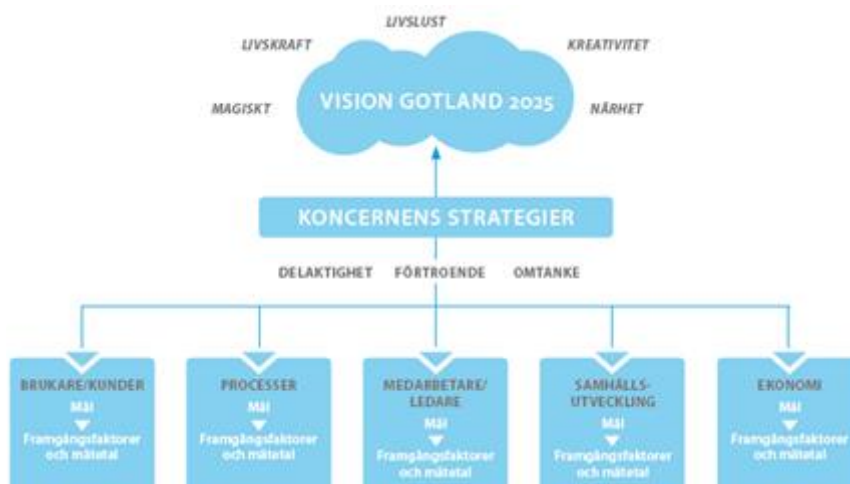 LIVSLUST
LIVSKRAFT
KREATIVITET
MAGISKT
VISION GOTLAND 2025
NÄRHET
KONCERNENS STRATEGIER
DELAKTIGHET FÖRTROENDE OMTANKE
BRUKARE/KUNDER
Mål
Framgångsfaktorer
och mätetal
PROCESSER
Mål
Framgångsfaktorer
och mätetal
MEDARBETARE/
LEDARE
Mål
Framgångsfaktorer
och mätetal
SAMHÄLLS-
UTVECKLING
Mål
Framgångsfaktorer
och mätetal
EKONOMI
Mål
Framgångsfaktorer
och mätetal